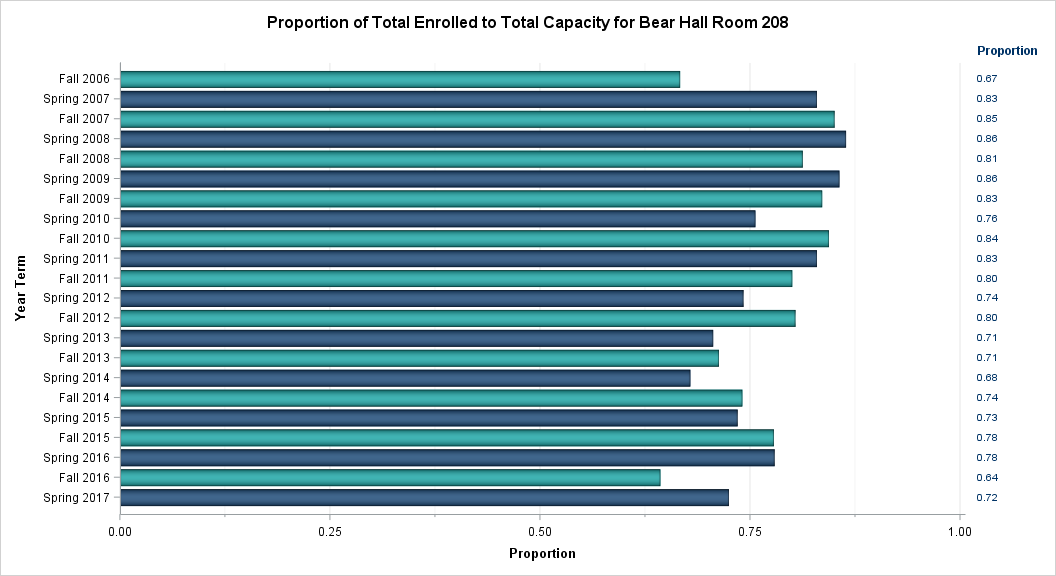 Proportion of Total Enrolled to Total Capacity for Bear Hall Room 208
Proportion
Fall 2006 0.67
Spring 2007 0.83
Fall 2007 0.85
Spring 2008 0.86
Fall 2008 0.81
Spring 2009 0.86
Fall 2009 0.83
Spring 2010 0.76
Fall 2010 0.84
Spring 2011 0.83
Fall 2011 0.80
Spring 2012 0.74
Fall 2012 0.80
Spring 2013 0.71
Fall 2013 0.71
Spring 2014 0.68
Fall 2014 0.74
Spring 2015 0.73
Fall 2015 0.78
Spring 2016 0.78
Fall 2016 0.64
Spring 2017 0.72
Year Term
0.00 0.25 0.50 0.75 1.00
Proportion